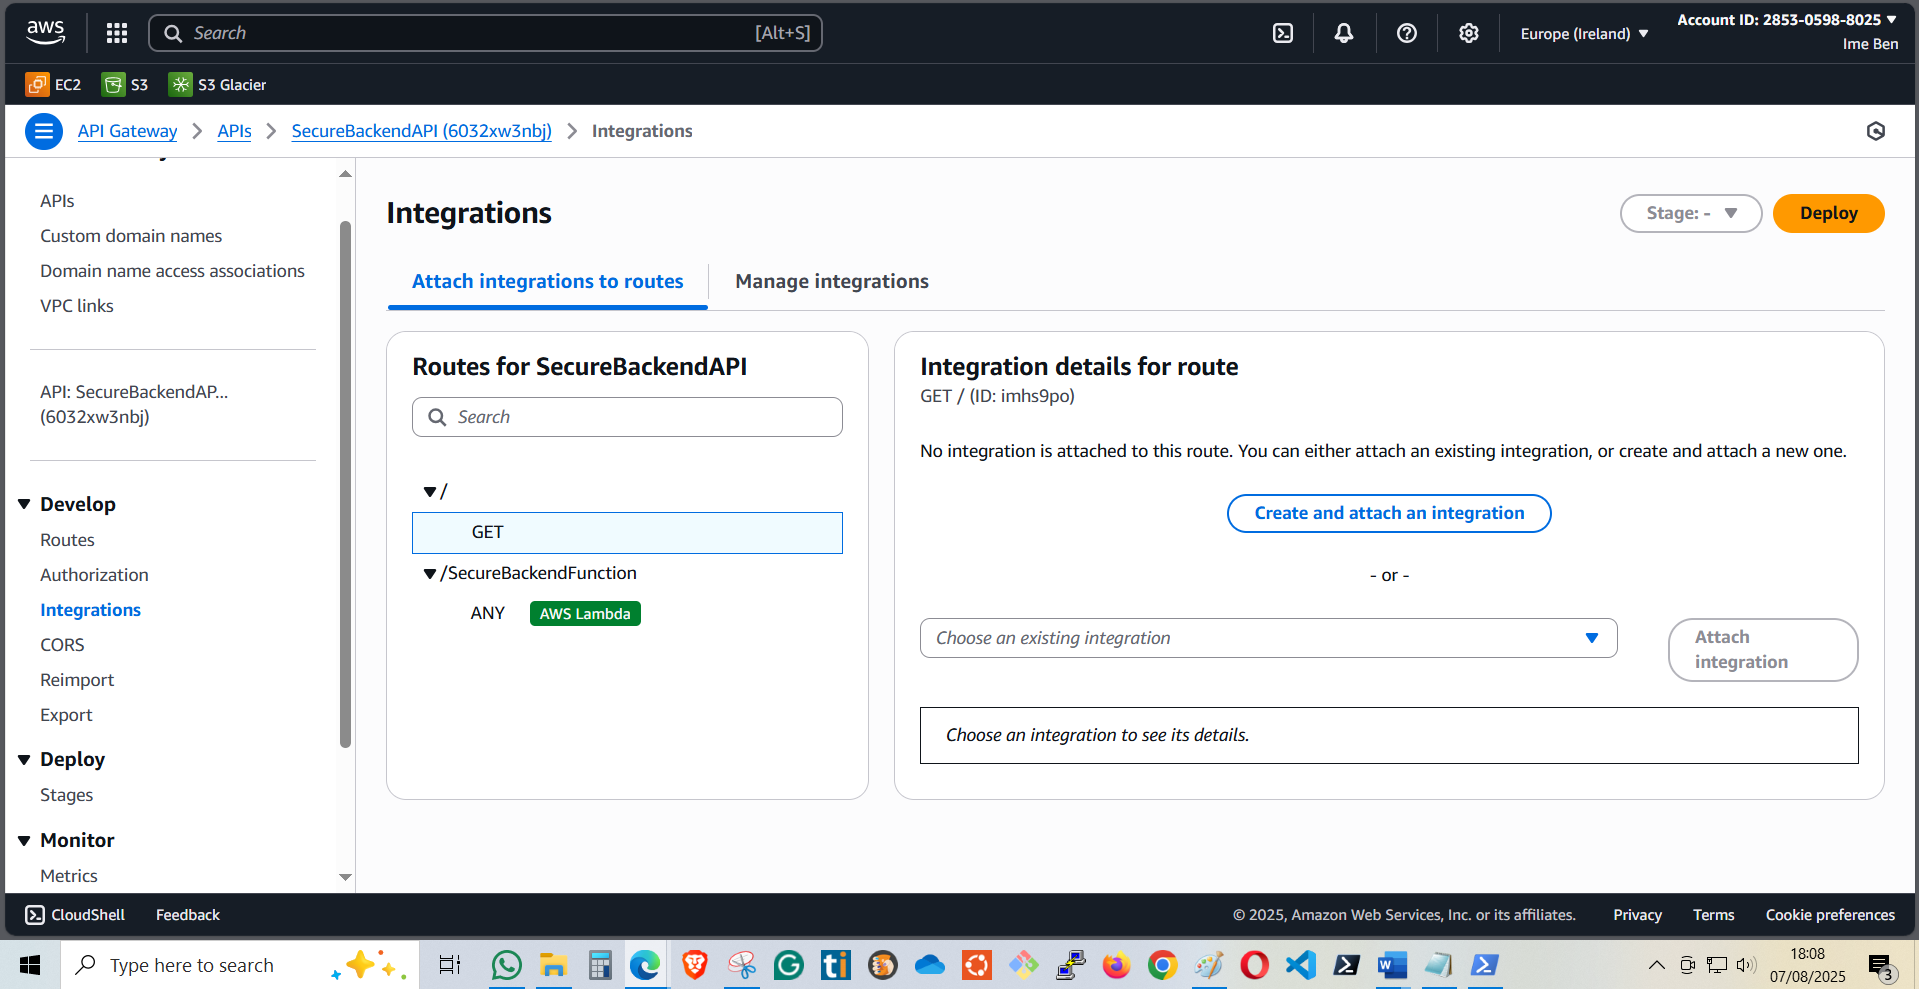 aws
Search
[Alt+S]
Europe (Ireland)
Account ID: 2853-0598-8025
Ime Ben
EC2
S3
S3 Glacier
API Gateway
APIs
SecureBackendAPI (6032xw3nbj)
Integrations
APIs
Custom domain names
Domain name access associations
VPC links
API: SecureBackendAP...
(6032xw3nbj)
Develop
Routes
Authorization
Integrations
CORS
Reimport
Export
Deploy
Stages
Monitor
Metrics
Integrations
Stage: -
Deploy
Attach integrations to routes
Manage integrations
Routes for SecureBackendAPI
Search
/
GET
/SecureBackendFunction
ANY
AWS Lambda
Integration details for route
GET / (ID: imhs9po)
No integration is attached to this route. You can either attach an existing integration, or create and attach a new one.
Create and attach an integration
- or -
Choose an existing integration
Attach
integration
Choose an integration to see its details.
CloudShell
Feedback
© 2025, Amazon Web Services, Inc. or its affiliates.
Privacy
Terms
Cookie preferences
Type here to search
18:08
07/08/2025
3